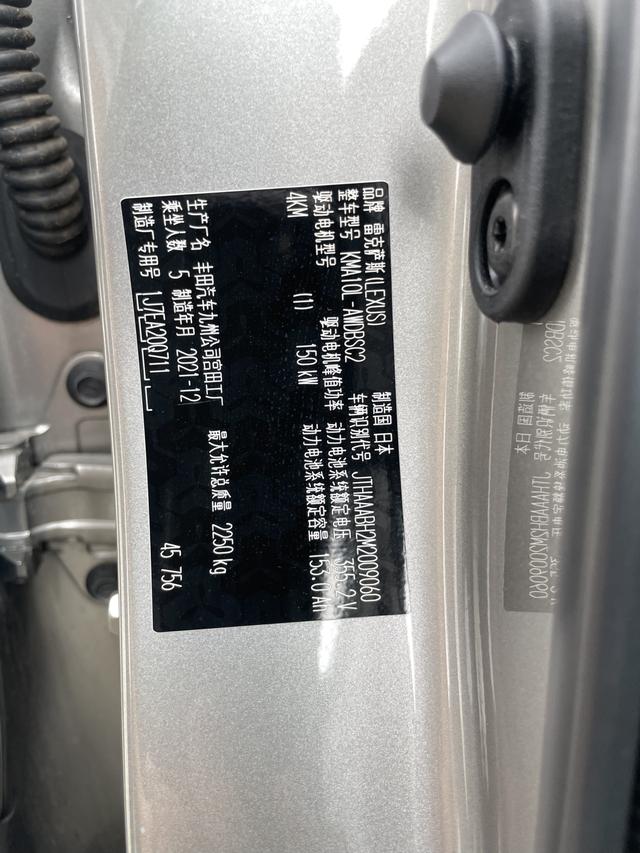 品牌 雷克萨斯(LEXUS) 制造国 日本
整车型号 KMA10L-AWDBSC2 车辆识别代号 JTHAAABH2M2009060
驱动电机型号 驱动电机峰值功率 动力电池系统额定电压 355.2 V
4KM (1) 150 kW 动力电池系统额定容量 153.0 Ah
生产厂名 丰田汽车九州公司宫田工厂
乘坐人数 5 制造年月 2021-12 最大允许总质量 2250 kg
制造厂专用号 1J7EA20Q711 45 756